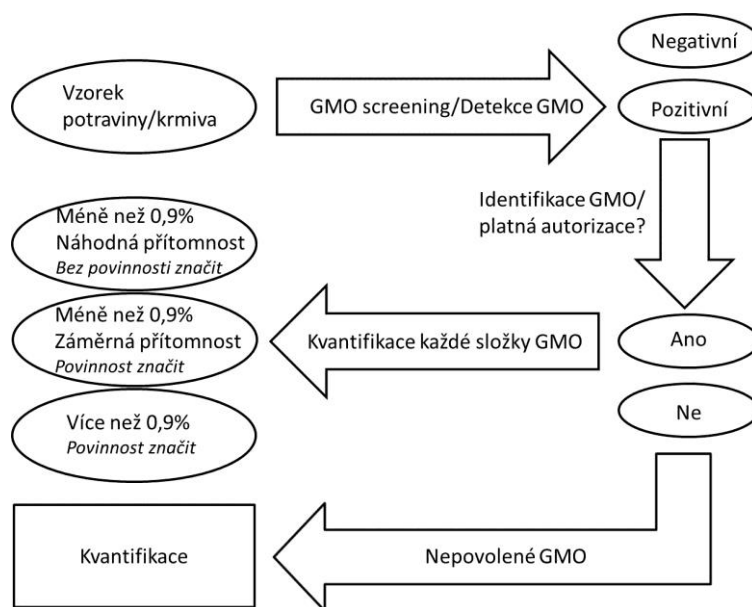 Negativní
Vzorek
potraviny/krmiva
GMO screening/Detekce GMO
Pozitivní
Identifikace GMO/
platná autorizace?
Méně než 0,9%
Náhodná přítomnost
Bez povinnosti značit
Méně než 0,9%
Záměrná přítomnost
Povinnost značit
Kvantifikace každé složky GMO
Ano
Ne
Více než 0,9%
Povinnost značit
Kvantifikace
Nepovolené GMO